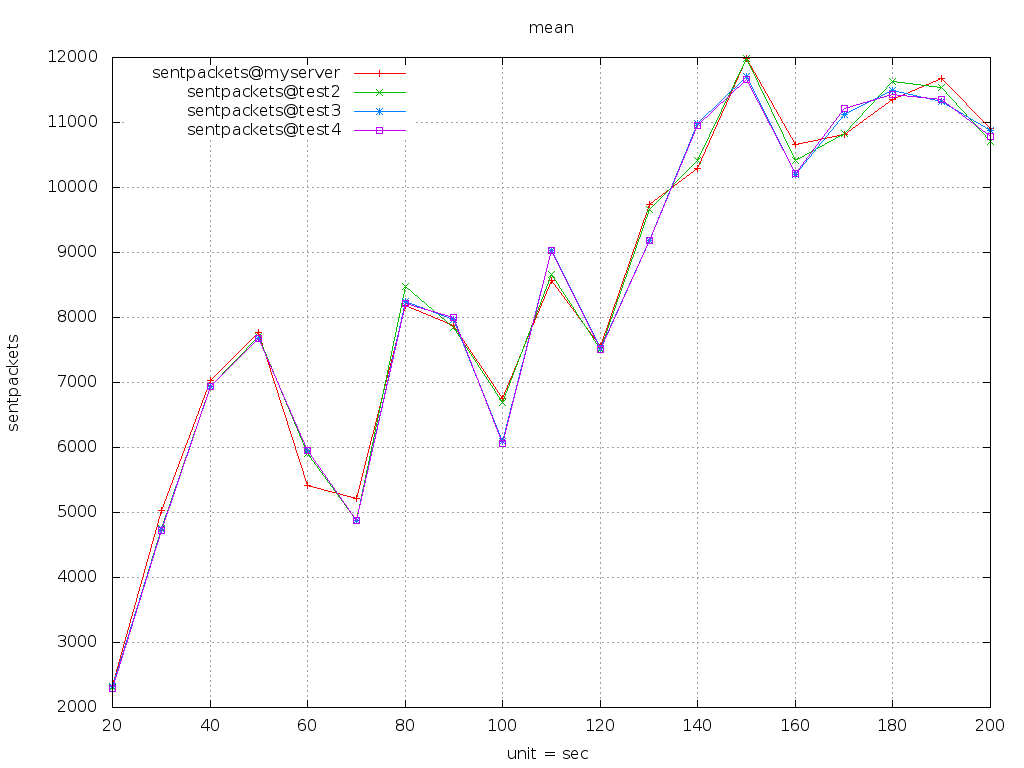 mean
12000
11000
10000
9000
8000
7000
6000
5000
4000
3000
2000
sentpackets@myserver
sentpackets@test2
sentpackets@test3
sentpackets@test4
sentpackets
20 40 60 80 100 120 140 160 180 200
unit = sec